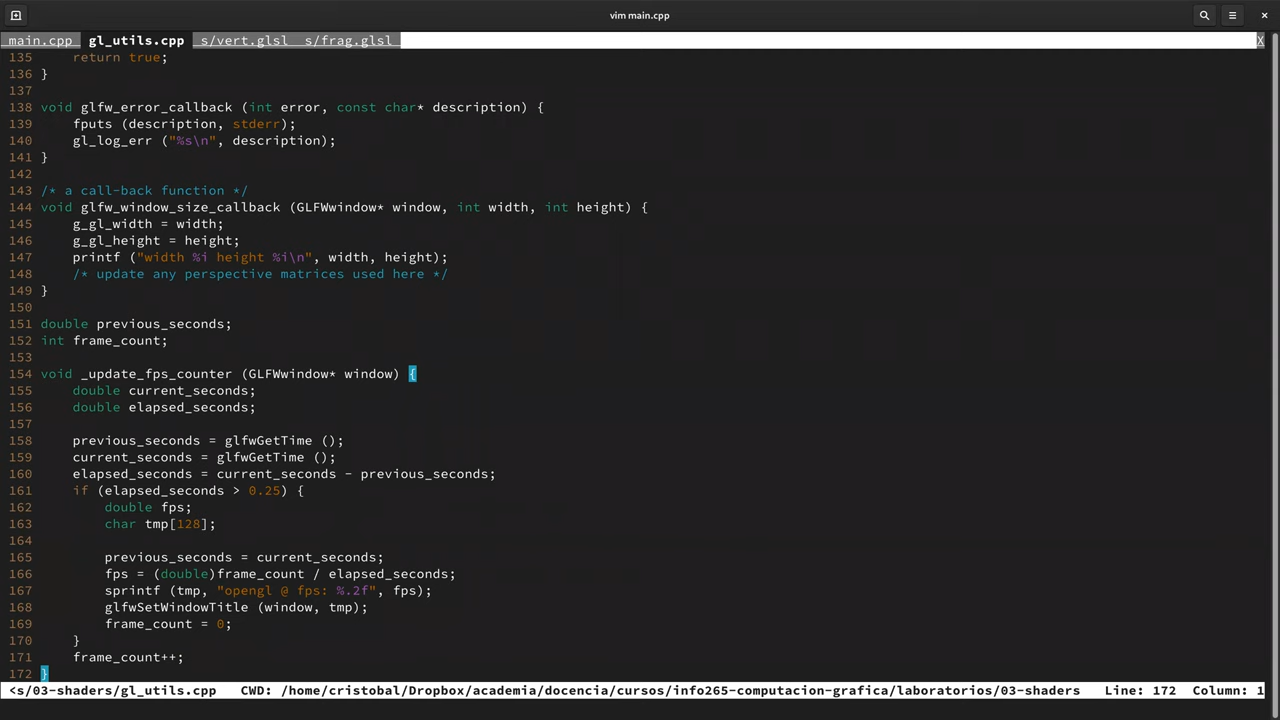 vim main.cpp
main.cpp gl_utils.cpp s/vert.glsl s/frag.glsl X
135 return true;
136 }
137
138 void glfw_error_callback (int error, const char* description) {
139 fputs (description, stderr);
140 gl_log_err ("%s\n", description);
141 }
142
143 /* a call-back function */
144 void glfw_window_size_callback (GLFWwindow* window, int width, int height) {
145 g_gl_width = width;
146 g_gl_height = height;
147 printf ("width %i height %i\n", width, height);
148 /* update any perspective matrices used here */
149 }
150
151 double previous_seconds;
152 int frame_count;
153
154 void _update_fps_counter (GLFWwindow* window) {
155 double current_seconds;
156 double elapsed_seconds;
157
158 previous_seconds = glfwGetTime ();
159 current_seconds = glfwGetTime ();
160 elapsed_seconds = current_seconds - previous_seconds;
161 if (elapsed_seconds > 0.25) {
162 double fps;
163 char tmp[128];
164
165 previous_seconds = current_seconds;
166 fps = (double)frame_count / elapsed_seconds;
167 sprintf (tmp, "opengl @ fps: %.2f", fps);
168 glfwSetWindowTitle (window, tmp);
169 frame_count = 0;
170 }
171 frame_count++;
172 }
<s/03-shaders/gl_utils.cpp CWD: /home/cristobal/Dropbox/academia/docencia/cursos/info265-computacion-grafica/laboratorios/03-shaders Line: 172 Column: 1